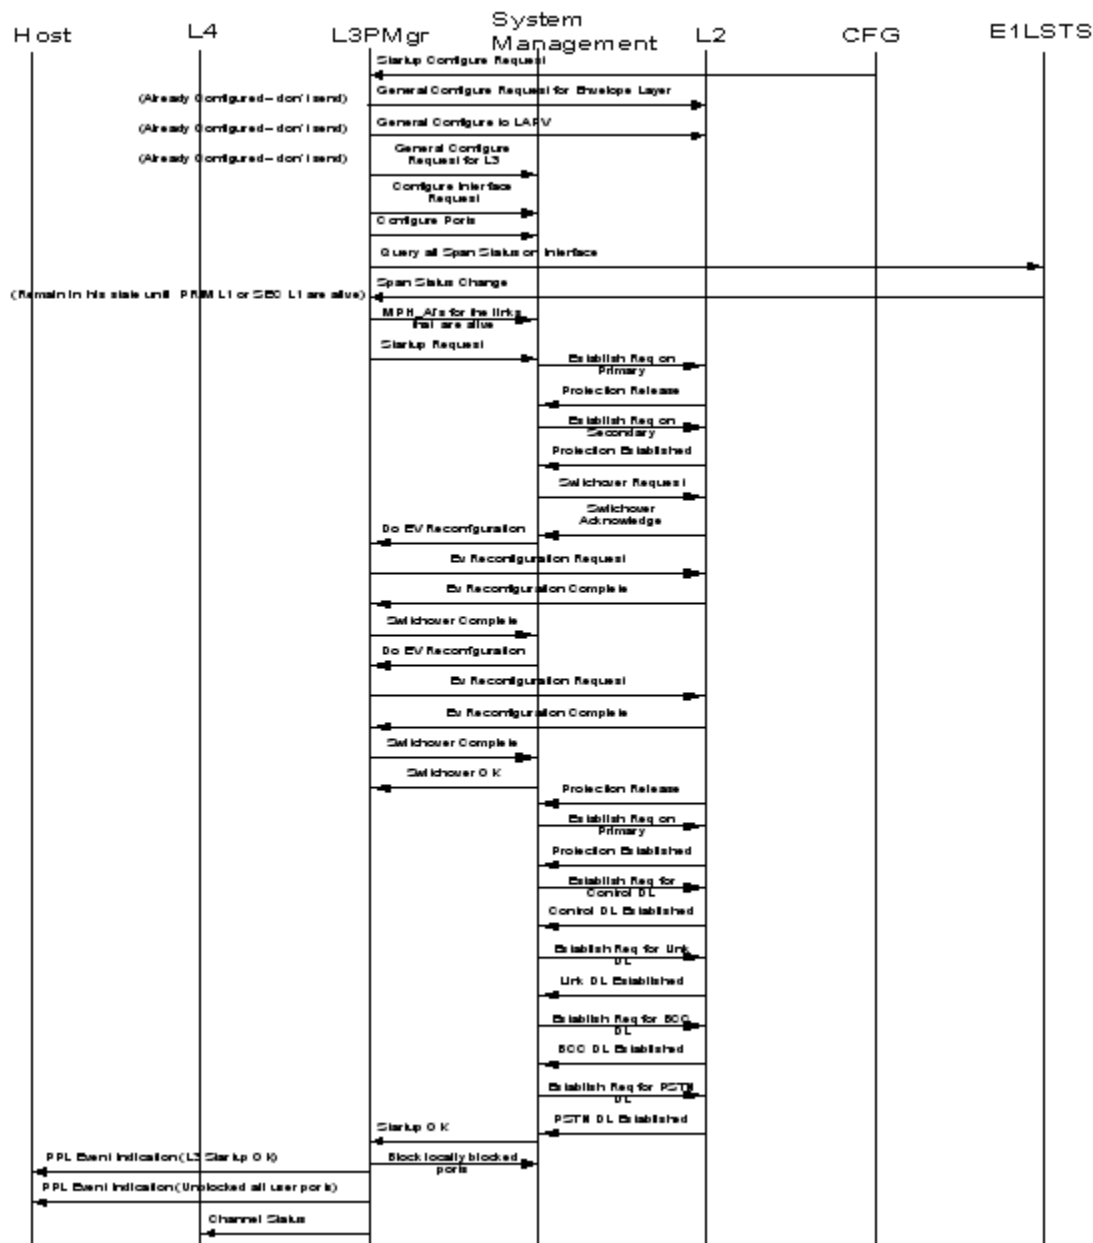 Host
L4
L3PMgr
System
Management
L2
CFG
E1LSTS
Startup Configure Request
(Already Configured-- don't send)
General Configure Request for Envelope Layer
(Already Configured-- don't send)
General Configure to LAPV
(Already Configured-- don't send)
General Configure
Request for L3
Configure Interface
Request
Configure Ports
Query all Span Status on Interface
Span Status Change
(Remain in his state until PRIM L1 or SEC L1 are alive)
MPH_AI's for the links
that are alive
Startup Request
Establish Req on
Primary
Protection Release
Establish Req on
Secondary
Protection Established
Switchover Request
Switchover
Acknowledge
Do EV Reconfiguration
Ev Reconfiguration Request
Ev Reconfiguration Complete
Switchover Complete
Do EV Reconfiguration
Ev Reconfiguration Request
Ev Reconfiguration Complete
Switchover Complete
Switchover OK
Protection Release
Establish Req on
Primary
Protection Established
Establish Req for
Control DL
Control DL Established
Establish Req for Link
DL
Link DL Established
Establish Req for BCC
DL
BCC DL Established
Establish Req for PSTN
DL
PSTN DL Established
Startup OK
PPL Event Indication (L3 Startup Ok)
Block locally blocked
ports
PPL Event Indication (Unblocked all user ports)
Channel Status